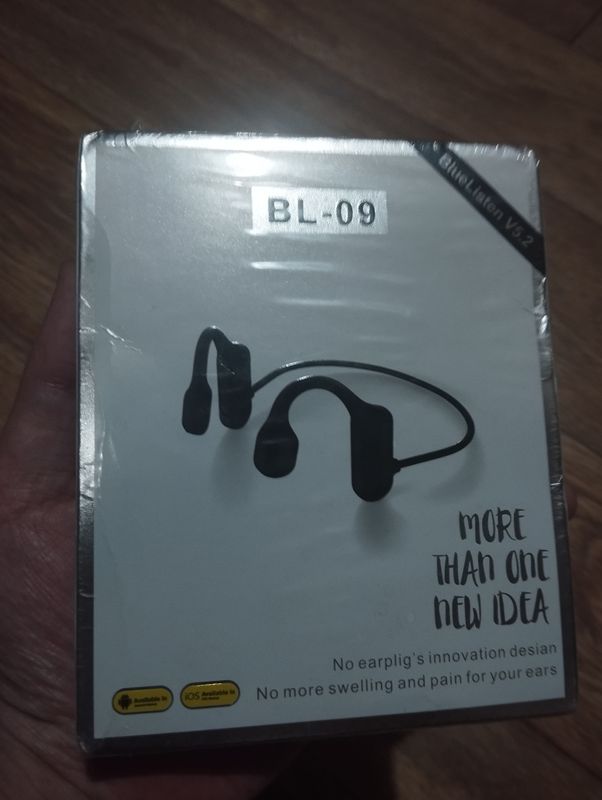 BlueListen V5.2
BL-09
MORE
THAN ONE
NEW IDEA
No earplig's innovation desian
No more swelling and pain for your ears
Available in
iOS Available in